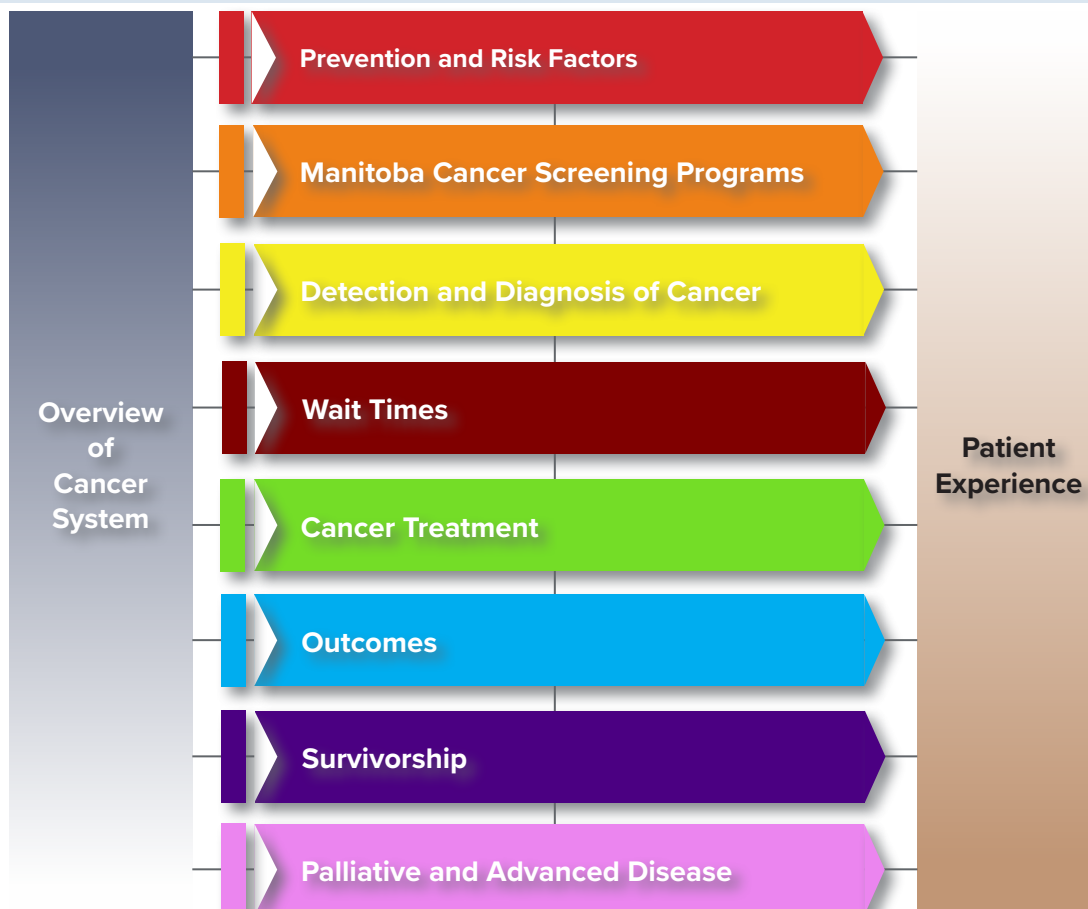 Overview
of
Cancer
System
Prevention and Risk Factors
Manitoba Cancer Screening Programs
Detection and Diagnosis of Cancer
Wait Times
Cancer Treatment
Outcomes
Survivorship
Palliative and Advanced Disease
Patient
Experience